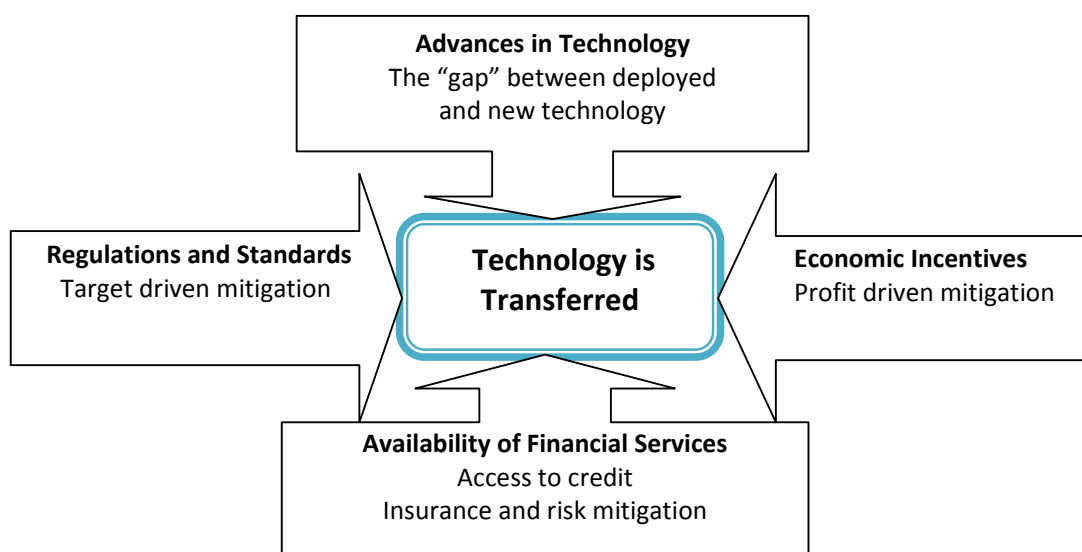 Advances in Technology
The “gap” between deployed
and new technology
Regulations and Standards
Target driven mitigation
Technology is
Transferred
Economic Incentives
Profit driven mitigation
Availability of Financial Services
Access to credit
Insurance and risk mitigation